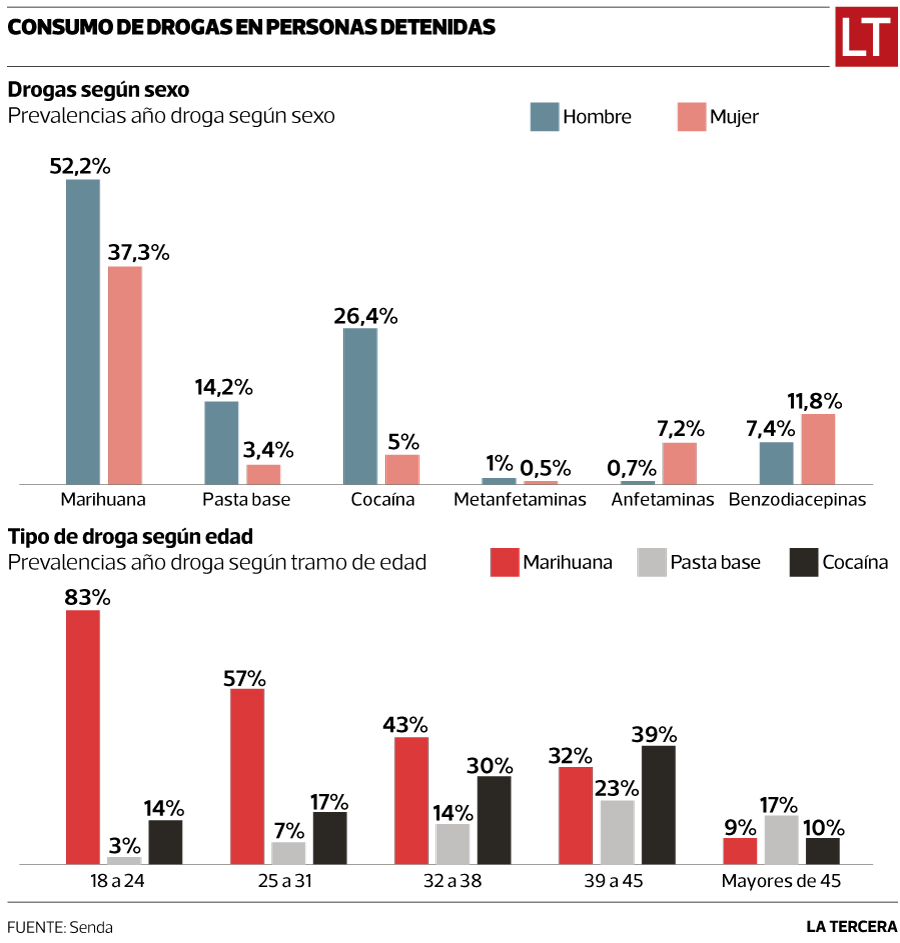 CONSUMO DE DROGAS EN PERSONAS DETENIDAS
LT
Drogas según sexo
Prevalencias año droga según sexo
Hombre Mujer
52,2% 37,3% 14,2% 3,4% 26,4% 5% 1% 0,5% 0,7% 7,2% 7,4% 11,8%
Marihuana Pasta base Cocaína Metanfetaminas Anfetaminas Benzodiacepinas
Tipo de droga según edad
Prevalencias año droga según tramo de edad
Marihuana Pasta base Cocaína
83% 3% 14% 57% 7% 17% 43% 14% 30% 32% 23% 39% 9% 17% 10%
18 a 24 25 a 31 32 a 38 39 a 45 Mayores de 45
FUENTE: Senda LA TERCERA